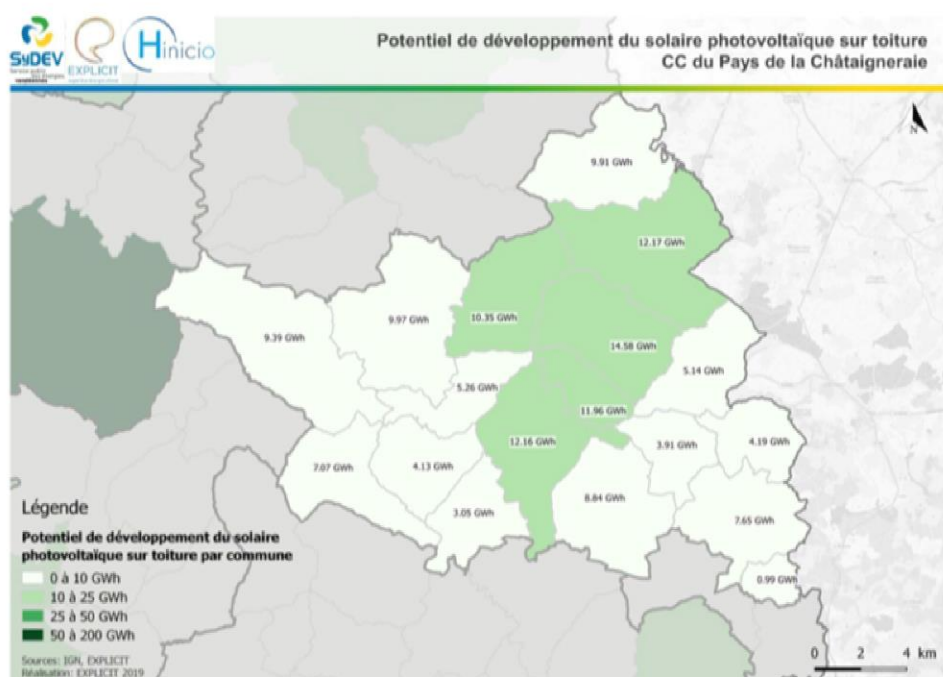 SyDEV
EXPLICIT
Hinicio
Potentiel de développement du solaire photovoltaïque sur toiture
CC du Pays de la Châtaigneraie
N
9.91 GWh
12.17 GWh
10.35 GWh
9.97 GWh
9.39 GWh
14.58 GWh
5.14 GWh
5.26 GWh
11.96 GWh
12.16 GWh
3.91 GWh
4.19 GWh
7.07 GWh
4.13 GWh
8.84 GWh
3.05 GWh
7.65 GWh
0.99 GWh
Légende
Potentiel de développement du solaire
photovoltaïque sur toiture par commune
0 à 10 GWh
10 à 25 GWh
25 à 50 GWh
50 à 200 GWh
Sources: IGN, EXPLICIT
Réalisation: EXPLICIT 2019
0 2 4 km